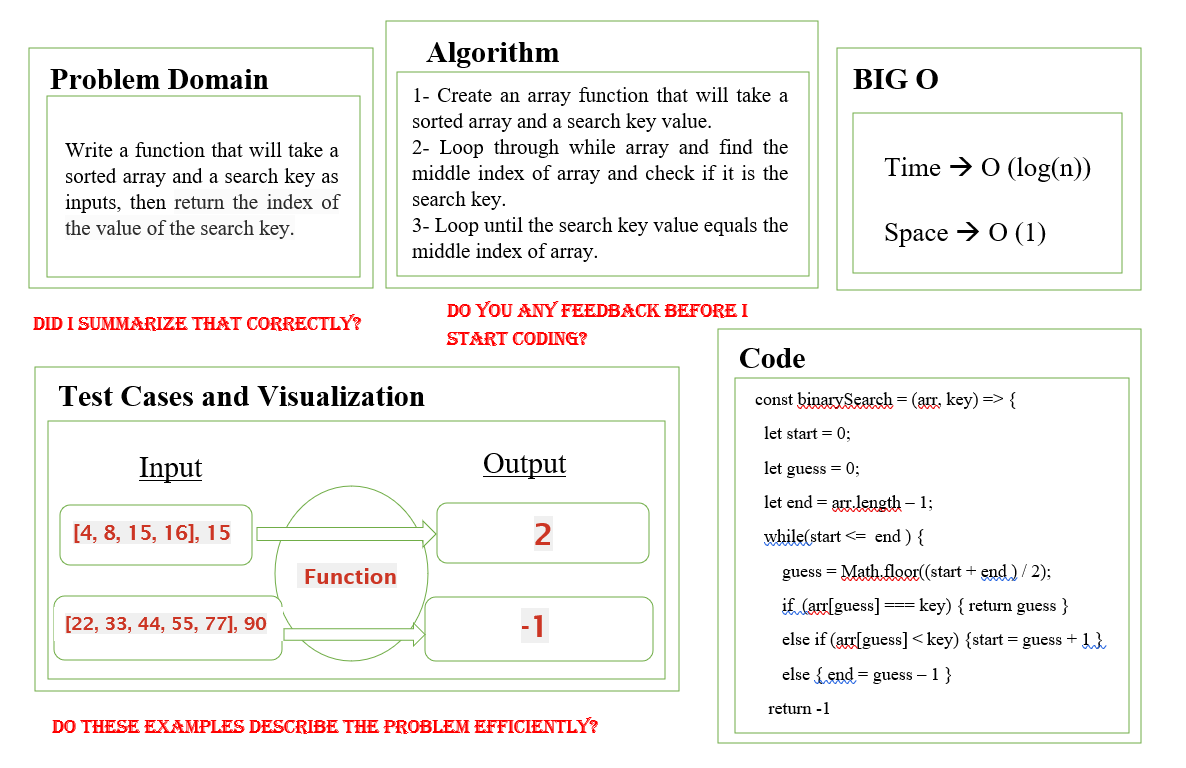 Problem Domain
Write a function that will take a
sorted array and a search key as
inputs, then return the index of
the value of the search key.
DID I SUMMARIZE THAT CORRECTLY?
Algorithm
1- Create an array function that will take a
sorted array and a search key value.
2- Loop through while array and find the
middle index of array and check if it is the
search key.
3- Loop until the search key value equals the
middle index of array.
DO YOU ANY FEEDBACK BEFORE I
START CODING?
BIG O
Time → O (log(n))
Space → O (1)
Test Cases and Visualization
Input
Output
[4, 8, 15, 16], 15
2
Function
[22, 33, 44, 55, 77], 90
-1
DO THESE EXAMPLES DESCRIBE THE PROBLEM EFFICIENTLY?
Code
const binarySearch = (arr, key) => {
let start = 0;
let guess = 0;
let end = arr.length – 1;
while(start <= end ) {
guess = Math.floor((start + end ) / 2);
if (arr[guess] === key) { return guess }
else if (arr[guess] < key) {start = guess + 1 }
else { end = guess – 1 }
return -1